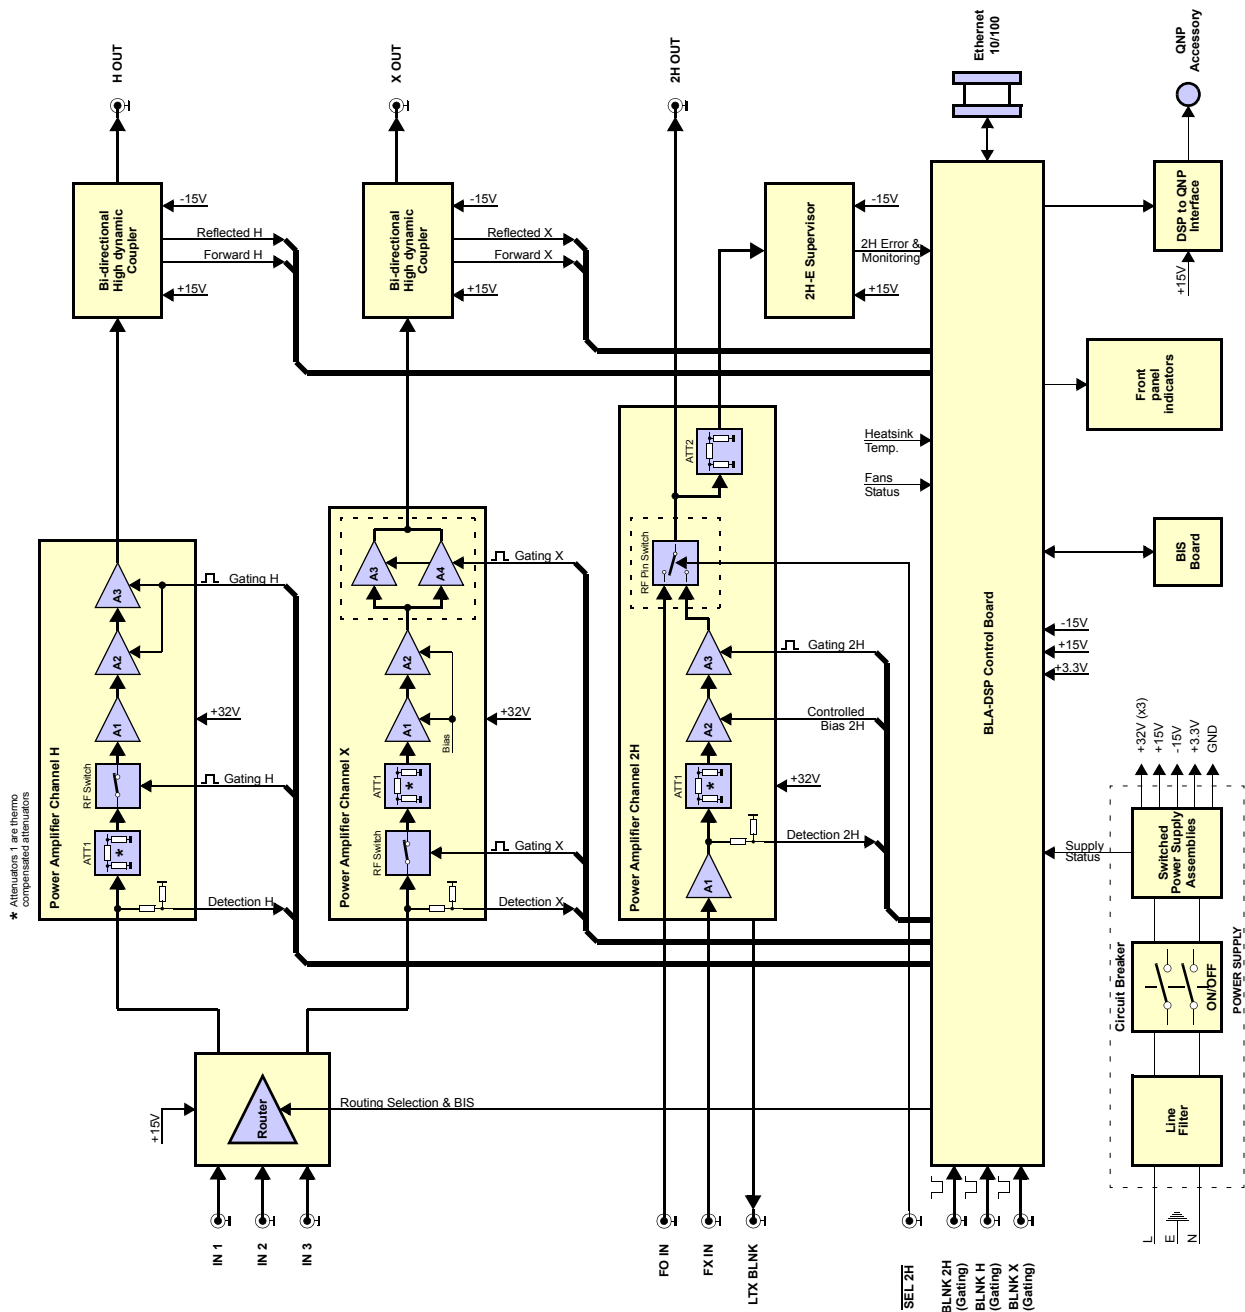 H OUT
X OUT
2H OUT
Ethernet
10/100
QNP
Accessory
Bi-directional
High dynamic
Coupler
-15V
Reflected H
Forward H
+15V
Bi-directional
High dynamic
Coupler
-15V
Reflected X
Forward X
+15V
2H-E Supervisor
-15V
2H Error &
Monitoring
+15V
DSP to QNP
Interface
+15V
Front
panel
indicators
Heatsink
Temp.
Fans
Status
BIS
Board
BLA-DSP Control Board
-15V
+15V
+3.3V
* Attenuators 1 are thermo
compensated attenuators
Power Amplifier Channel H
A3
A2
A1
RF Switch
ATT1
*
Gating H
+32V
Gating H
Detection H
Power Amplifier Channel X
A3
A4
A2
A1
Bias
ATT1
*
RF Switch
Gating X
+32V
Gating X
Detection X
Power Amplifier Channel 2H
ATT2
RF Pin Switch
A3
A2
ATT1
*
A1
Gating 2H
Controlled
Bias 2H
+32V
Detection 2H
+32V (x3)
+15V
-15V
+3.3V
GND
Supply
Status
Switched
Power Supply
Assemblies
Circuit Breaker
ON/OFF
POWER SUPPLY
Line
Filter
L
E
N
+15V
Router
Routing Selection & BIS
IN 1
IN 2
IN 3
FO IN
FX IN
LTX BLNK
SEL 2H
BLNK 2H
(Gating)
BLNK H
(Gating)
BLNK X
(Gating)